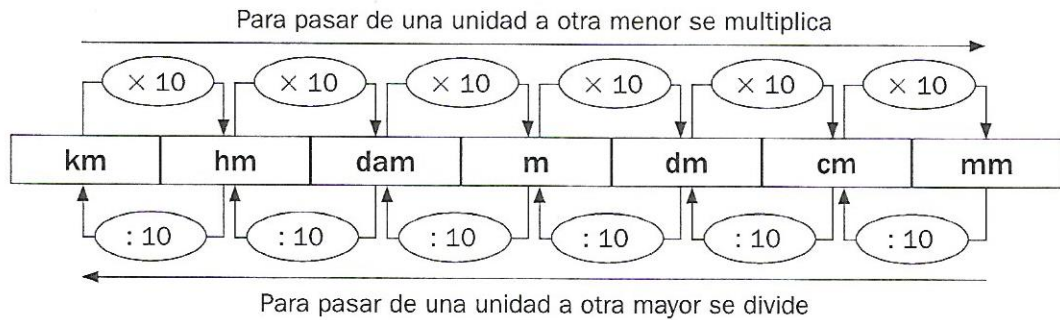 Para pasar de una unidad a otra menor se multiplica
× 10 × 10 × 10 × 10 × 10 × 10
km hm dam m dm cm mm
: 10 : 10 : 10 : 10 : 10 : 10
Para pasar de una unidad a otra mayor se divide